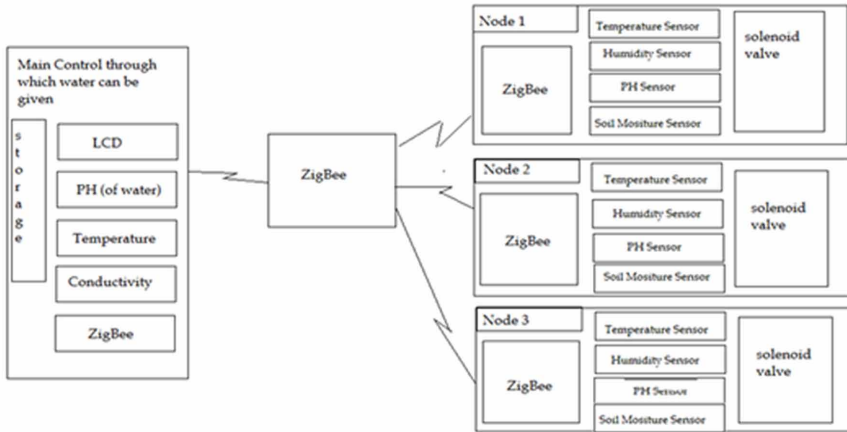 Main Control through
which water can be
given
storage
LCD
PH (of water)
Temperature
Conductivity
ZigBee
ZigBee
Node 1
ZigBee
Temperature Sensor
Humidity Sensor
PH Sensor
Soil Mositure Sensor
solenoid
valve
Node 2
ZigBee
Temperature Sensor
Humidity Sensor
PH Sensor
Soil Mositure Sensor
solenoid
valve
Node 3
ZigBee
Temperature Sensor
Humidity Sensor
PH Sensor
Soil Mositure Sensor
solenoid
valve